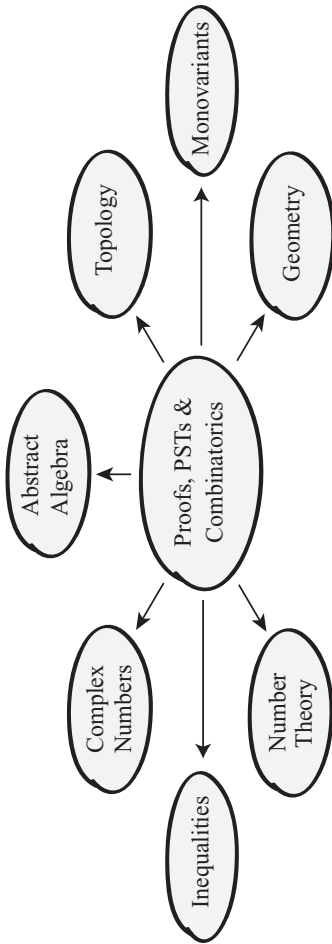 Abstract
Algebra
Complex
Numbers
Topology
Inequalities
Proofs, PSTs &
Combinatorics
Monovariants
Number
Theory
Geometry